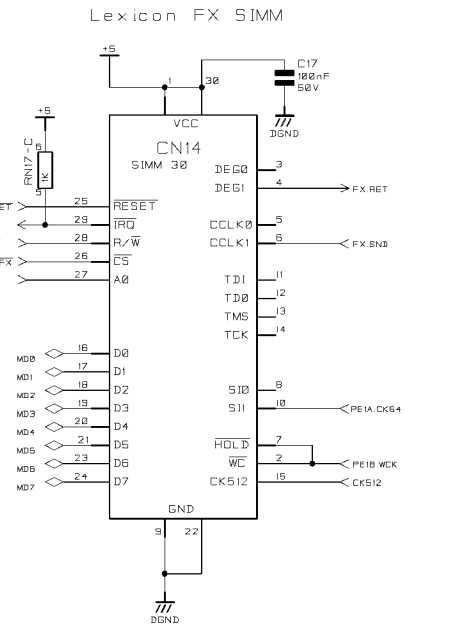 Lexicon FX SIMM
+5
1
30
C17
100nF
50V
DGND
VCC
CN14
SIMM 30
+5
6
RN17-C
1K
5
DEG0 3
DEG1 4 FX.RET
ET 25 RESET
29 IRQ
CCLK0 5
28 R/W
CCLK1 6 FX.SND
FX 26 CS
27 A0
TDI 11
TD0 12
TMS 13
TCK 14
MD0 16 D0
MD1 17 D1
MD2 18 D2
SI0 8
MD3 19 D3
SI1 10 PE1A.CK64
MD4 20 D4
MD5 21 D5
HOLD 7
MD6 23 D6
WC 2 PE1B.WCK
MD7 24 D7
CK512 15 CK512
GND
9
22
DGND